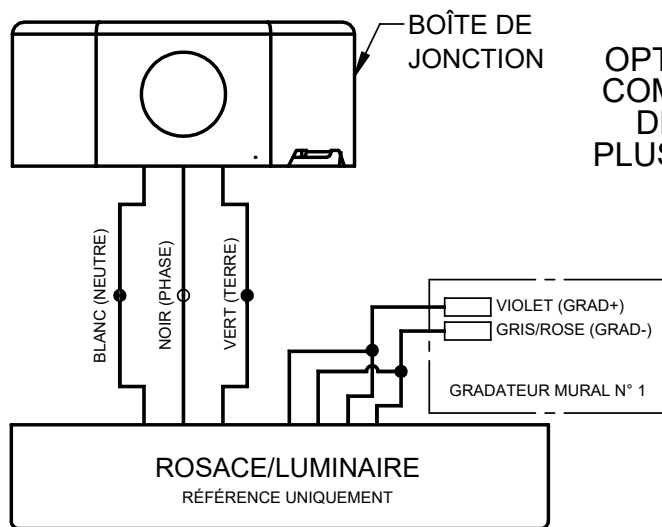 BOÎTE DE
JONCTION
OPT
COM
D
PLUS
BLANC (NEUTRE)
NOIR (PHASE)
VERT (TERRE)
VIOLET (GRAD+)
GRIS/ROSE (GRAD-)
GRADATEUR MURAL N° 1
ROSACE/LUMINAIRE
RÉFÉRENCE UNIQUEMENT